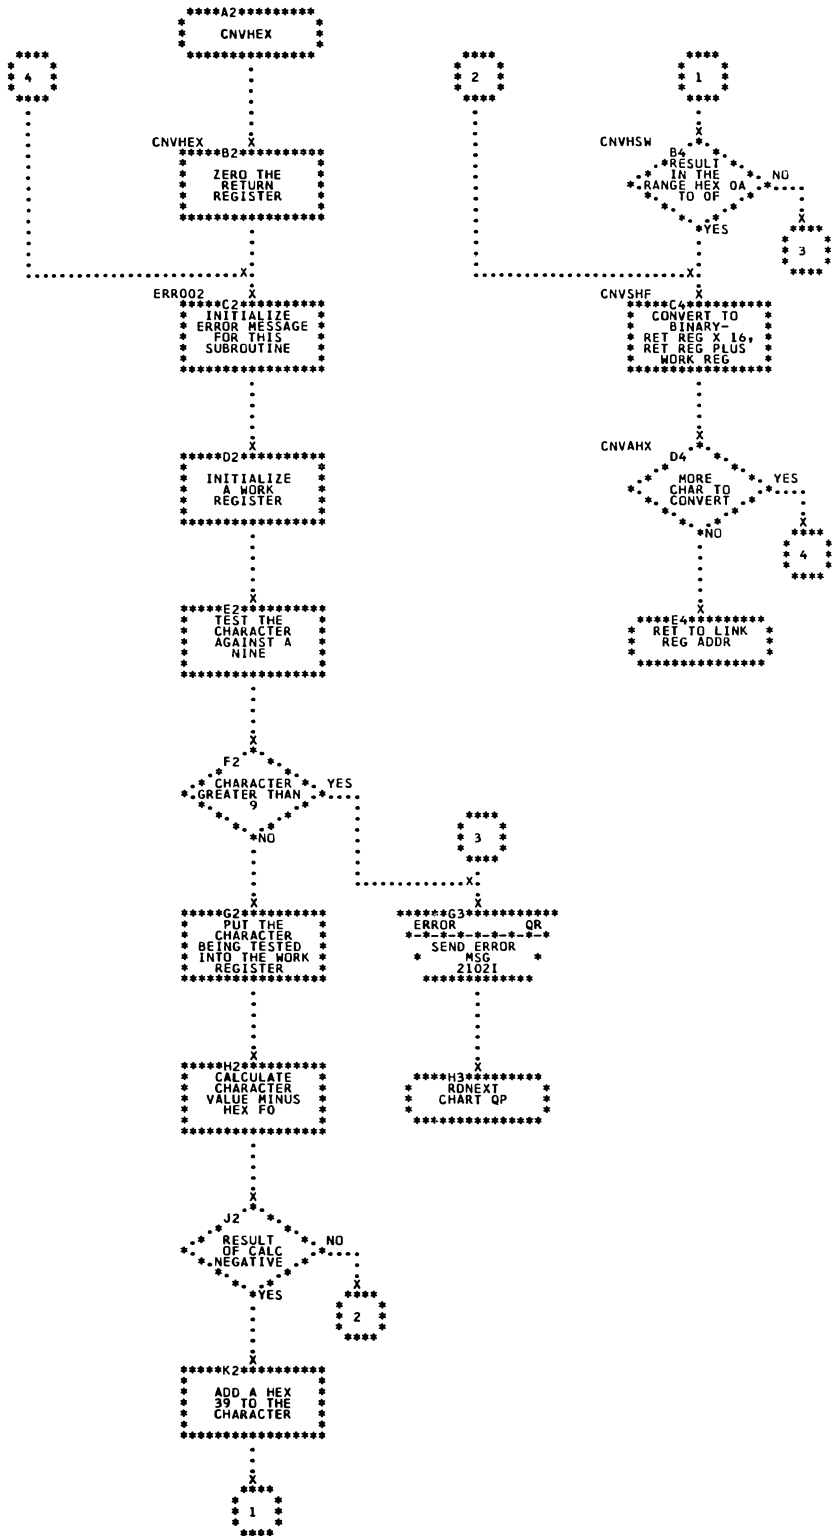 A2
CNVHEX
4
2
1
CNVHEX
B2
ZERO THE
RETURN
REGISTER
CNVHSW
B4
RESULT
IN THE
RANGE HEX 0A
TO 0F
NO
YES
3
ERR002
C2
INITIALIZE
ERROR MESSAGE
FOR THIS
SUBROUTINE
CNVSHF
C4
CONVERT TO
BINARY-
RET REG X 16,
RET REG PLUS
WORK REG
D2
INITIALIZE
A WORK
REGISTER
CNVAHX
D4
MORE
CHAR TO
CONVERT
YES
NO
4
E2
TEST THE
CHARACTER
AGAINST A
NINE
E4
RET TO LINK
REG ADDR
F2
CHARACTER
GREATER THAN
9
YES
NO
3
G2
PUT THE
CHARACTER
BEING TESTED
INTO THE WORK
REGISTER
G3
ERROR QR
SEND ERROR
MSG
2102I
H2
CALCULATE
CHARACTER
VALUE MINUS
HEX F0
H3
RDNEXT
CHART QP
J2
RESULT
OF CALC
NEGATIVE
NO
YES
2
K2
ADD A HEX
39 TO THE
CHARACTER
1